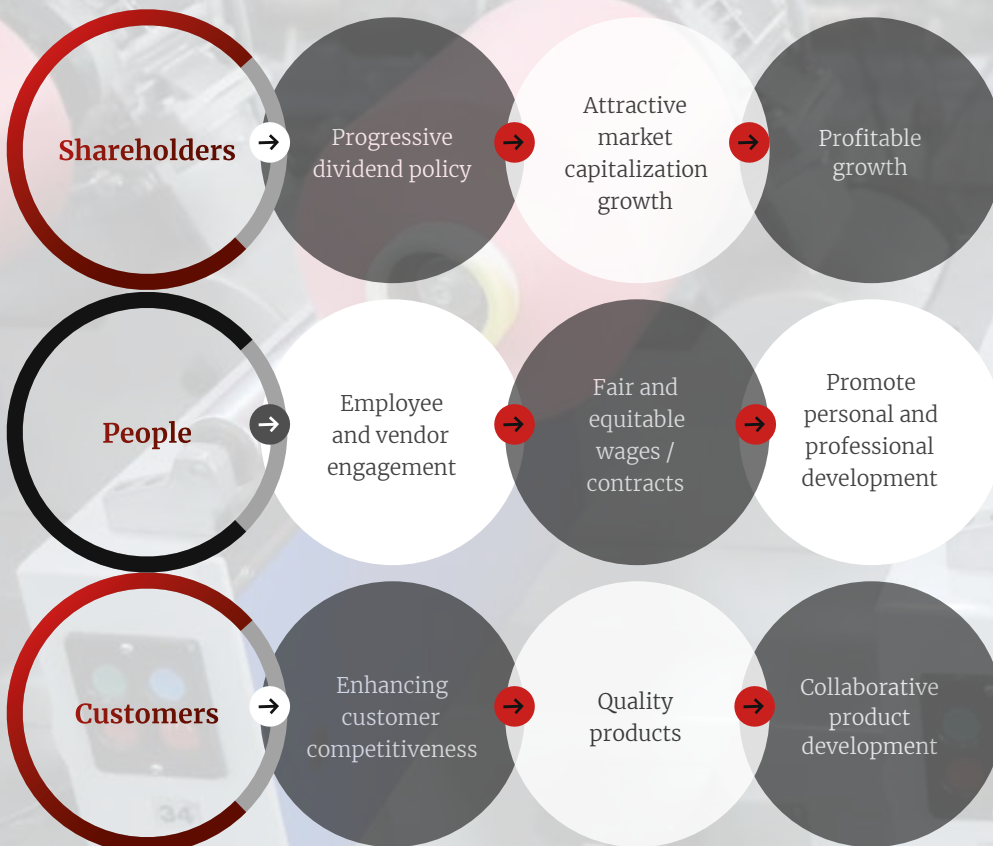 Shareholders
Progressive
dividend policy
Attractive
market
capitalization
growth
Profitable
growth
People
Employee
and vendor
engagement
Fair and
equitable
wages /
contracts
Promote
personal and
professional
development
Customers
Enhancing
customer
competitiveness
Quality
products
Collaborative
product
development
34